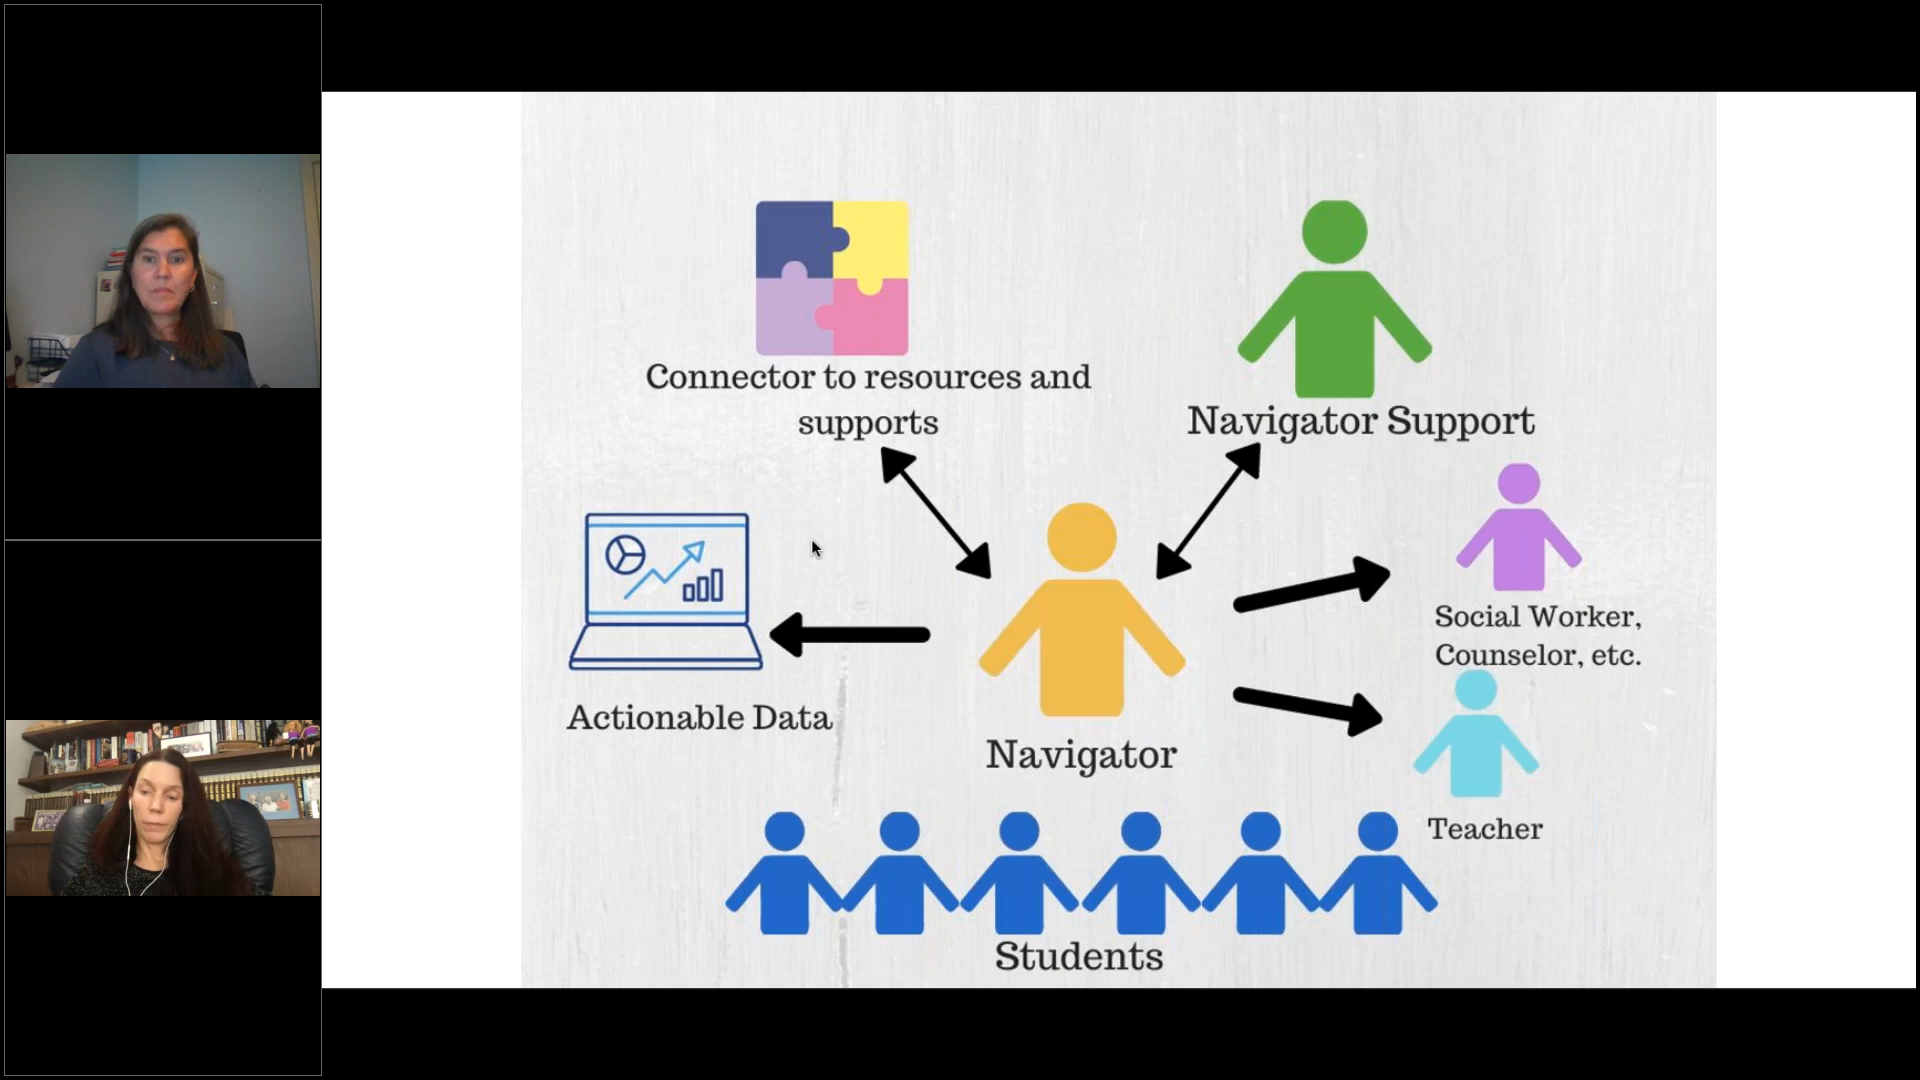 Connector to resources and
supports
Navigator Support
Social Worker,
Counselor, etc.
Actionable Data
Navigator
Teacher
Students